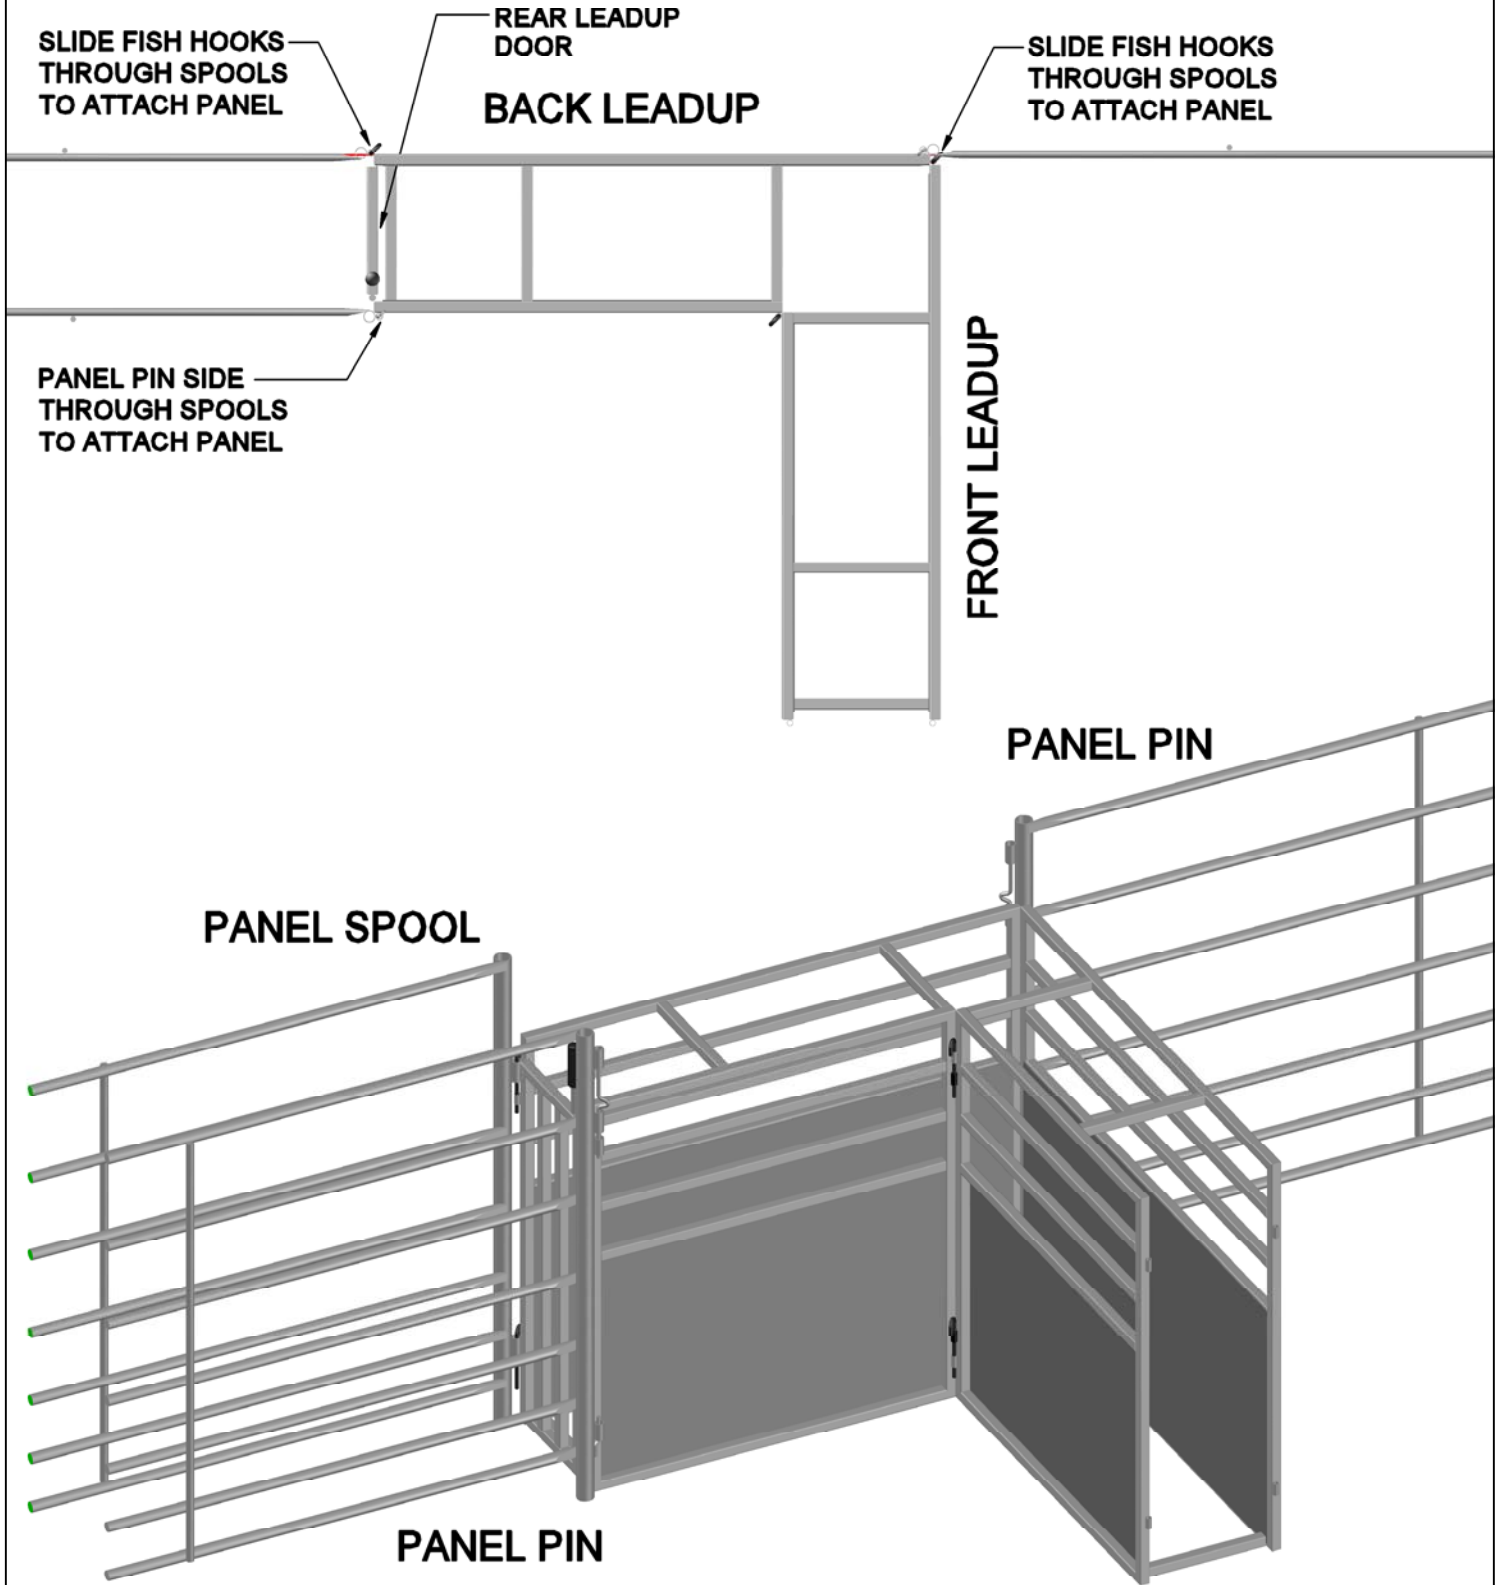 REAR LEADUP
DOOR
SLIDE FISH HOOKS
THROUGH SPOOLS
TO ATTACH PANEL
BACK LEADUP
SLIDE FISH HOOKS
THROUGH SPOOLS
TO ATTACH PANEL
PANEL PIN SIDE
THROUGH SPOOLS
TO ATTACH PANEL
FRONT LEADUP
PANEL PIN
PANEL SPOOL
PANEL PIN